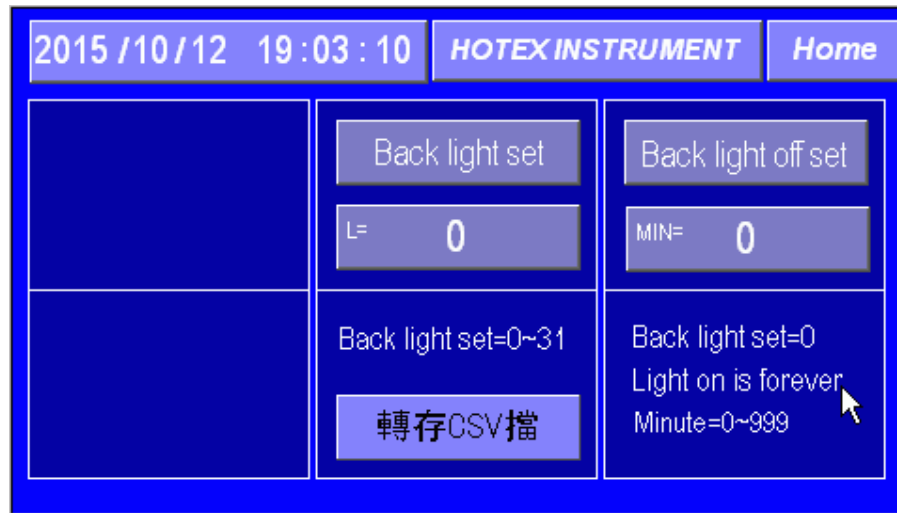 2015 /10/12 19:03:10 HOTEX INSTRUMENT Home
Back light set
Back light off set
L= 0
MIN= 0
Back light set=0~31
轉存CSV擋
Back light set=0
Light on is forever
Minute=0~999